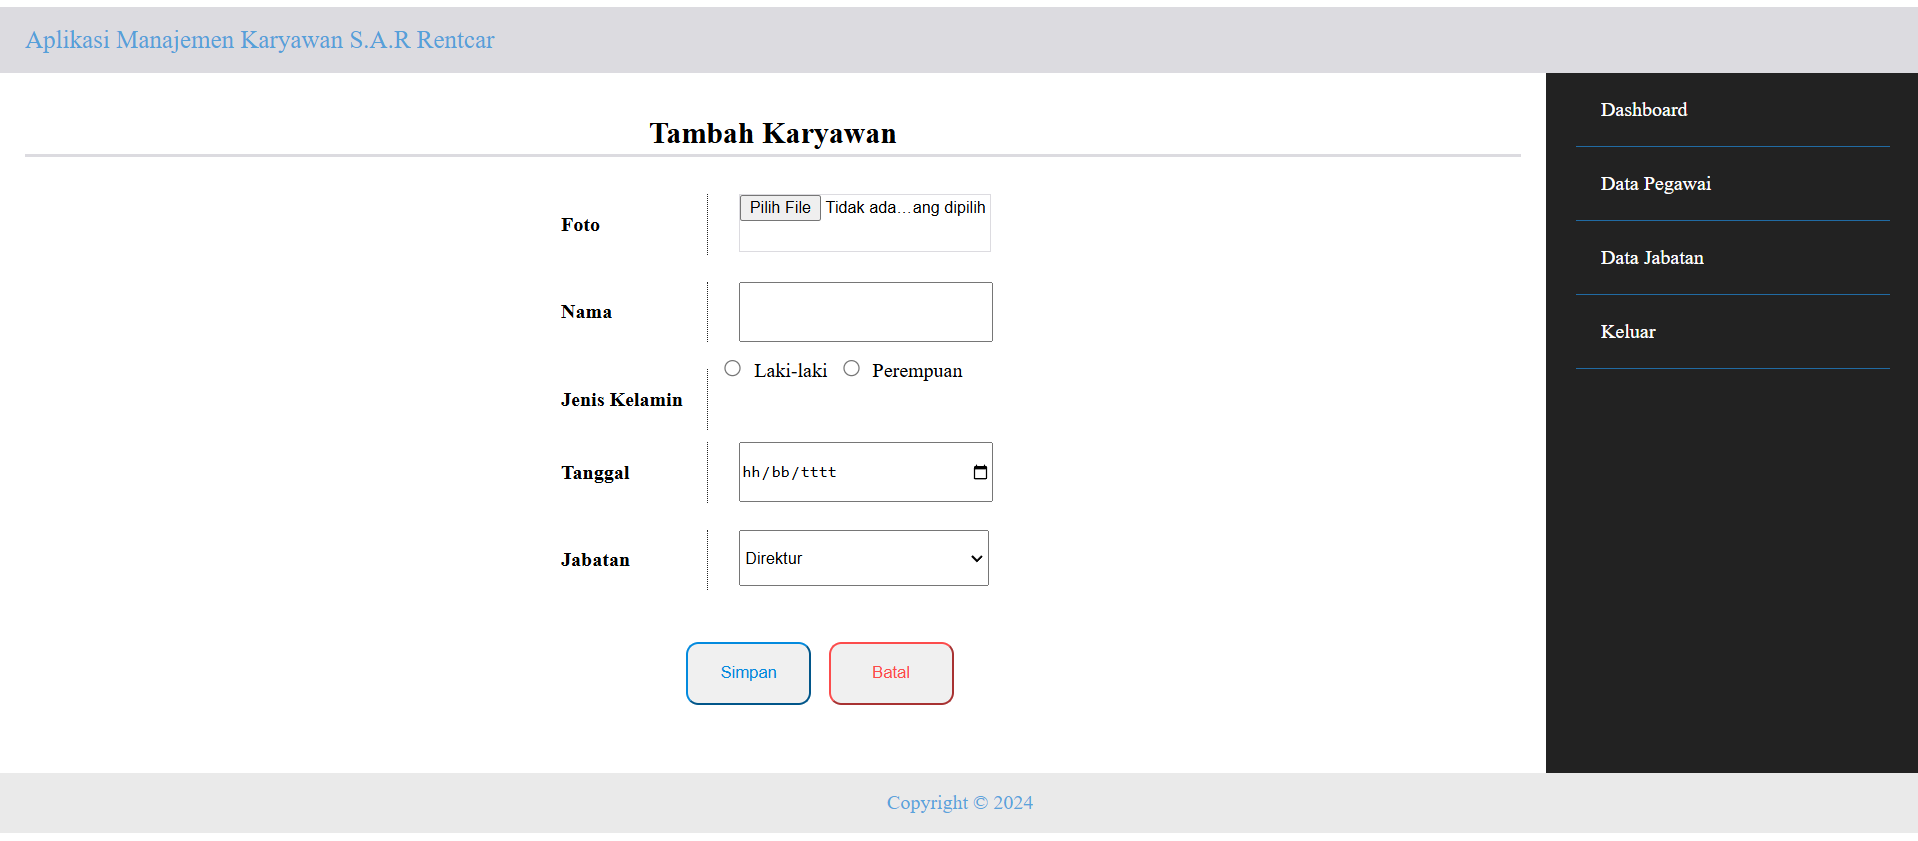 Aplikasi Manajemen Karyawan S.A.R Rentcar
Tambah Karyawan
Foto
Pilih File Tidak ada...ang dipilih
Nama
Jenis Kelamin
Laki-laki Perempuan
Tanggal
hh/bb/tttt
Jabatan
Direktur
Simpan
Batal
Dashboard
Data Pegawai
Data Jabatan
Keluar
Copyright © 2024